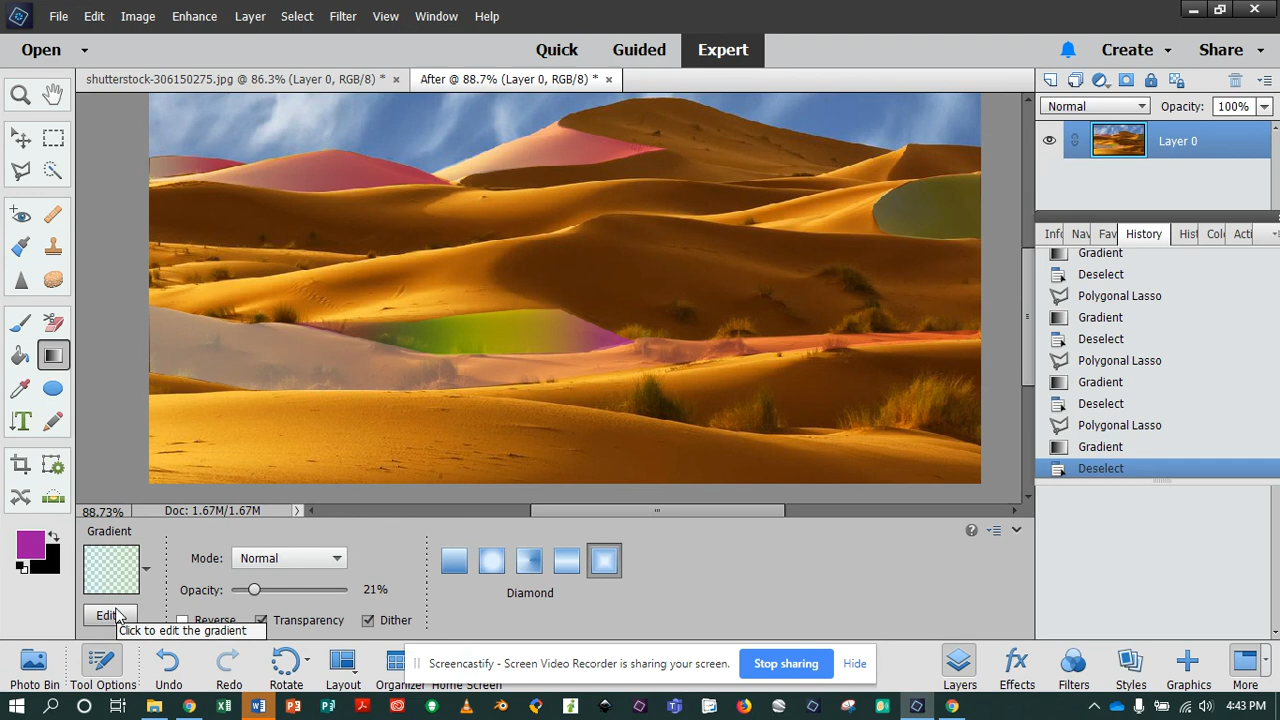 File Edit Image Enhance Layer Select Filter View Window Help
Open Quick Guided Expert Create Share
shutterstock-306150275.jpg @ 86.3% (Layer 0, RGB/8) * × After @ 88.7% (Layer 0, RGB/8) * ×
Normal Opacity: 100%
Layer 0
Info Nav Fav History Hist Colo Acti
Gradient
Deselect
Polygonal Lasso
Gradient
Deselect
Polygonal Lasso
Gradient
Deselect
Polygonal Lasso
Gradient
Deselect
88.73% Doc: 1.67M/1.67M
Gradient
Mode: Normal
Opacity: 21%
Diamond
Edit
Reverse Transparency Dither
Click to edit the gradient
Screencastify - Screen Video Recorder is sharing your screen. Stop sharing Hide
Photo Bin Tool Options Undo Redo Rotate Layout Organizer Home Screen Layers Effects Filters Styles Graphics More
4:43 PM